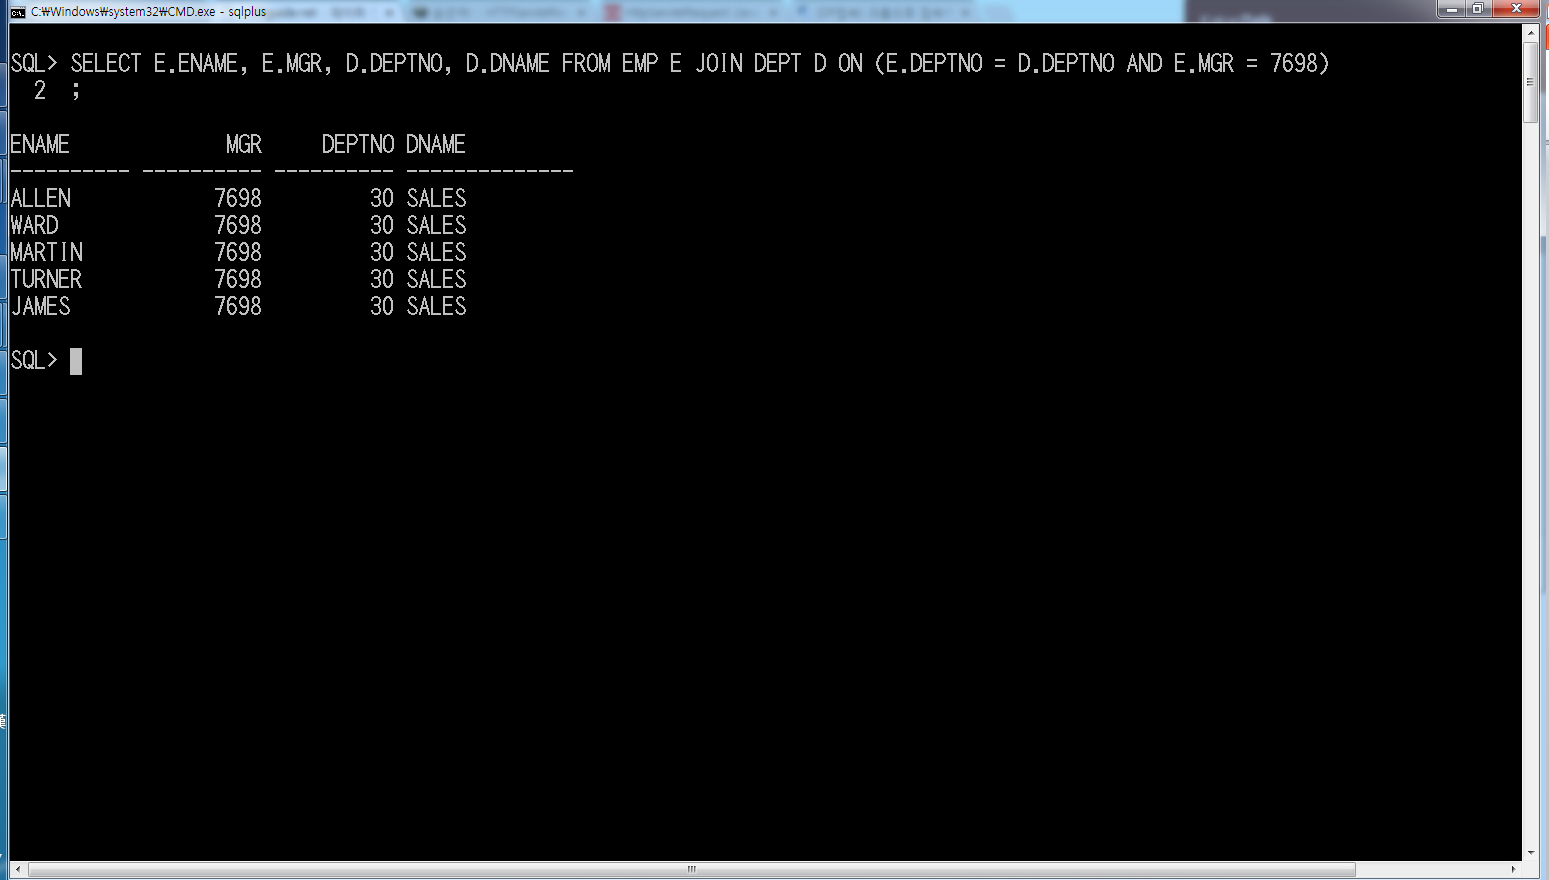 C:₩Windows₩system32₩CMD.exe - sqlplus
SQL> SELECT E.ENAME, E.MGR, D.DEPTNO, D.DNAME FROM EMP E JOIN DEPT D ON (E.DEPTNO = D.DEPTNO AND E.MGR = 7698)
  2  ;
ENAME             MGR     DEPTNO DNAME
---------- ---------- ---------- --------------
ALLEN            7698         30 SALES
WARD             7698         30 SALES
MARTIN           7698         30 SALES
TURNER           7698         30 SALES
JAMES            7698         30 SALES
SQL>